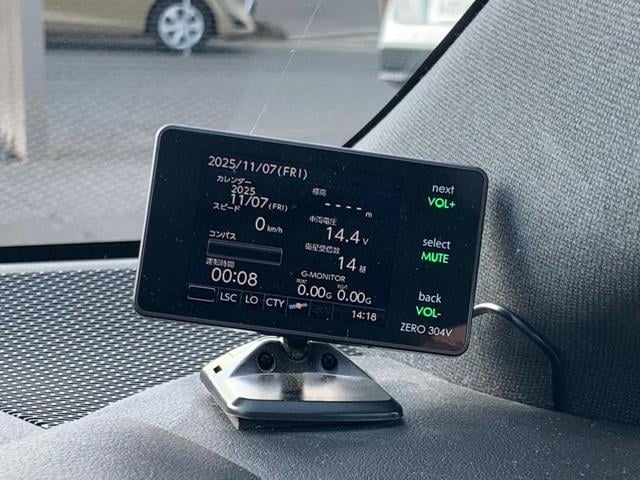 2025/11/07(FRI)
カレンダー
2025
11/07(FRI)
スピード
0 km/h
コンパス
運転時間
00:08
標高
---- m
車両電圧
14.4 V
衛星受信数
14 基
G-MONITOR
0.00G 0.00G
LSC LO CTY
14:18
next
VOL+
select
MUTE
back
VOL-
ZERO 304V